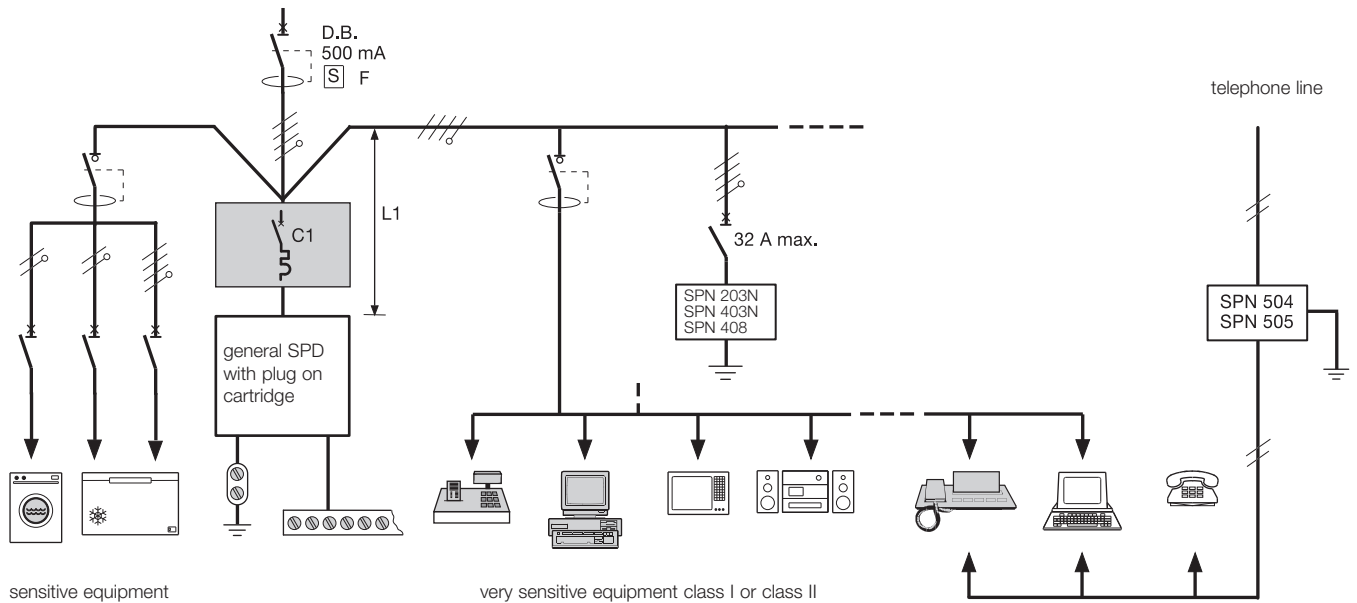 D.B.
500 mA
S F
telephone line
L1
C1
32 A max.
SPN 203N
SPN 403N
SPN 408
SPN 504
SPN 505
general SPD
with plug on
cartridge
sensitive equipment
very sensitive equipment class I or class II